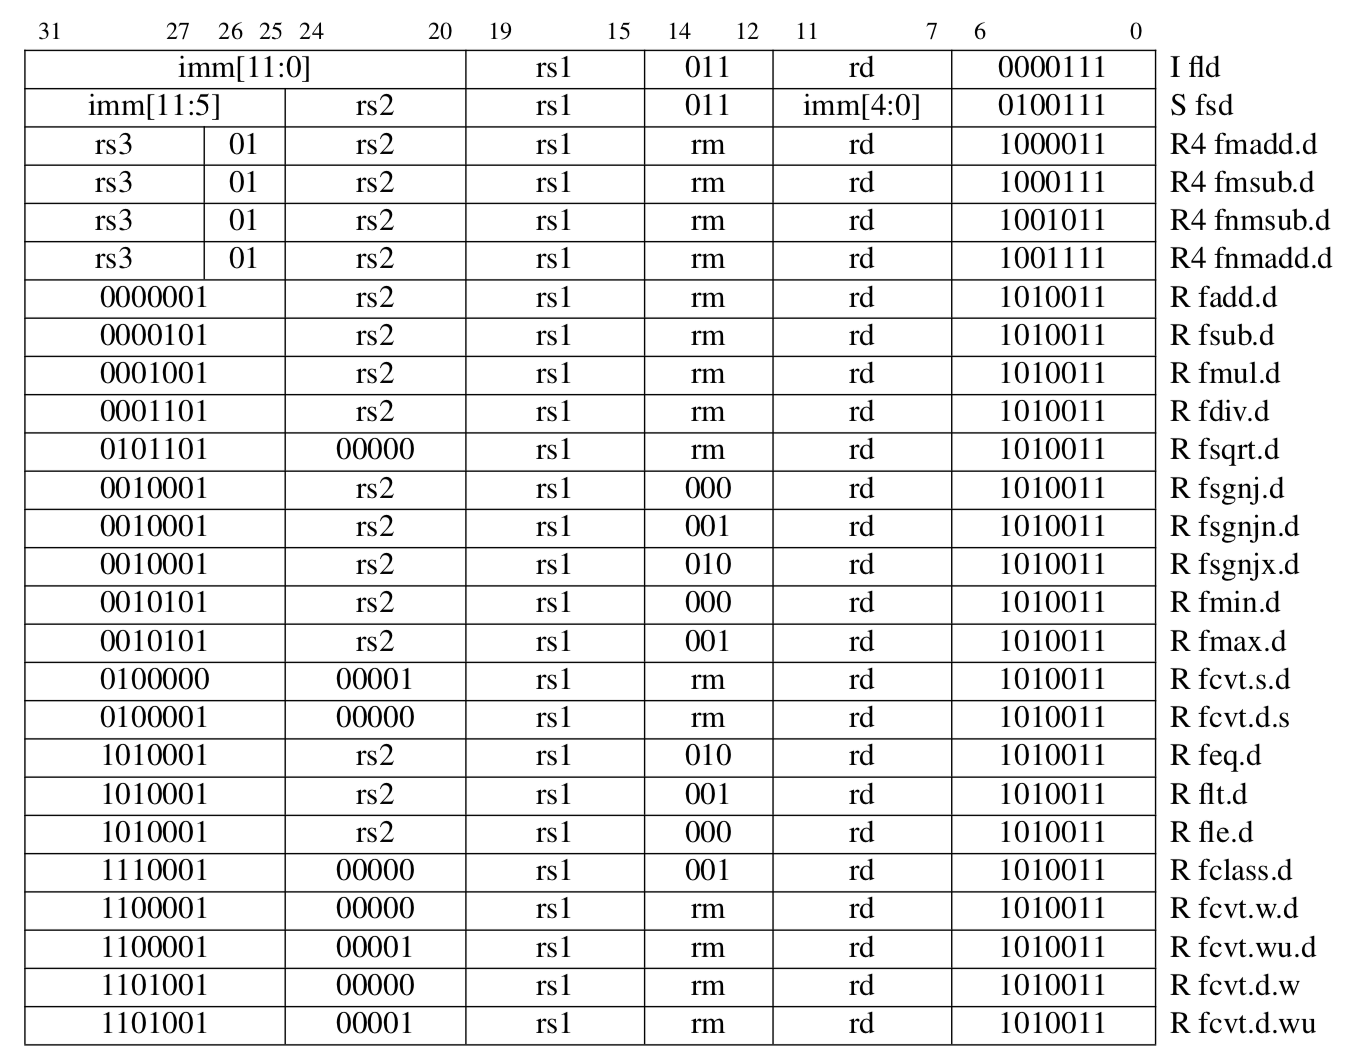 31 27 26 25 24 20 19 15 14 12 11 7 6 0
imm[11:0] rs1 011 rd 0000111 I fld
imm[11:5] rs2 rs1 011 imm[4:0] 0100111 S fsd
rs3 01 rs2 rs1 rm rd 1000011 R4 fmadd.d
rs3 01 rs2 rs1 rm rd 1000111 R4 fmsub.d
rs3 01 rs2 rs1 rm rd 1001011 R4 fnmsub.d
rs3 01 rs2 rs1 rm rd 1001111 R4 fnmadd.d
0000001 rs2 rs1 rm rd 1010011 R fadd.d
0000101 rs2 rs1 rm rd 1010011 R fsub.d
0001001 rs2 rs1 rm rd 1010011 R fmul.d
0001101 rs2 rs1 rm rd 1010011 R fdiv.d
0101101 00000 rs1 rm rd 1010011 R fsqrt.d
0010001 rs2 rs1 000 rd 1010011 R fsgnj.d
0010001 rs2 rs1 001 rd 1010011 R fsgnjn.d
0010001 rs2 rs1 010 rd 1010011 R fsgnjx.d
0010101 rs2 rs1 000 rd 1010011 R fmin.d
0010101 rs2 rs1 001 rd 1010011 R fmax.d
0100000 00001 rs1 rm rd 1010011 R fcvt.s.d
0100001 00000 rs1 rm rd 1010011 R fcvt.d.s
1010001 rs2 rs1 010 rd 1010011 R feq.d
1010001 rs2 rs1 001 rd 1010011 R flt.d
1010001 rs2 rs1 000 rd 1010011 R fle.d
1110001 00000 rs1 001 rd 1010011 R fclass.d
1100001 00000 rs1 rm rd 1010011 R fcvt.w.d
1100001 00001 rs1 rm rd 1010011 R fcvt.wu.d
1101001 00000 rs1 rm rd 1010011 R fcvt.d.w
1101001 00001 rs1 rm rd 1010011 R fcvt.d.wu